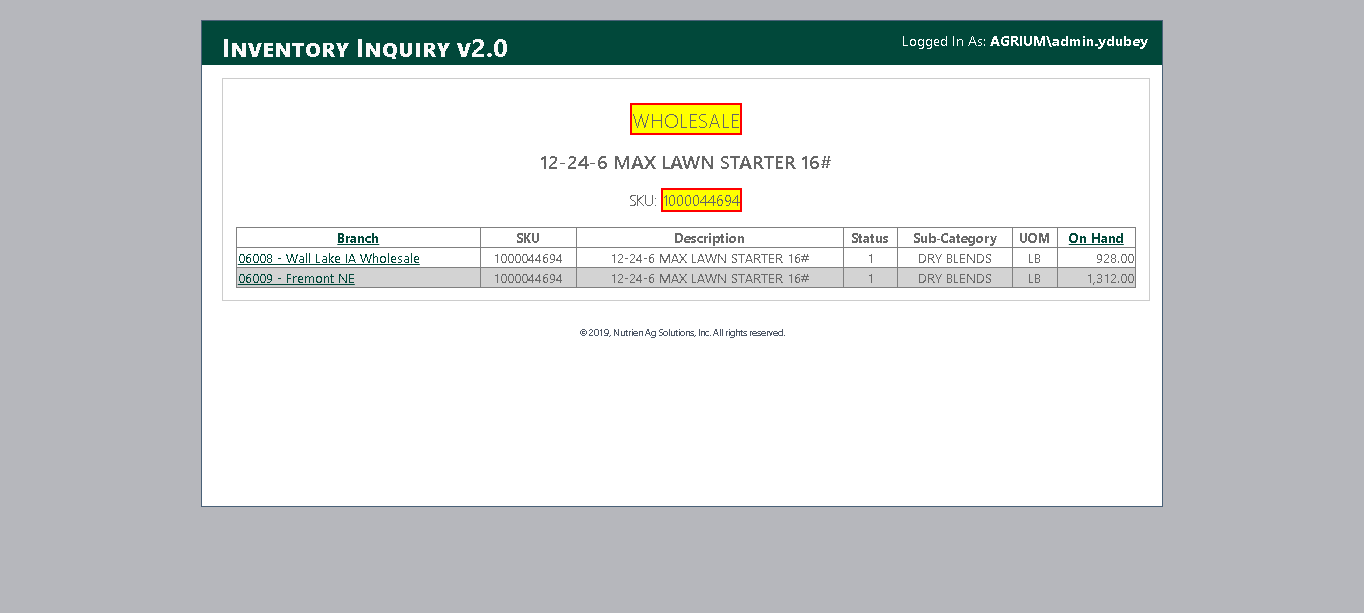 INVENTORY INQUIRY V2.0
Logged In As: AGRIUM\admin.ydubey
WHOLESALE
12-24-6 MAX LAWN STARTER 16#
SKU: 1000044694
Branch SKU Description Status Sub-Category UOM On Hand
06008 - Wall Lake IA Wholesale 1000044694 12-24-6 MAX LAWN STARTER 16# 1 DRY BLENDS LB 928.00
06009 - Fremont NE 1000044694 12-24-6 MAX LAWN STARTER 16# 1 DRY BLENDS LB 1,312.00
© 2019, Nutrien Ag Solutions, Inc. All rights reserved.